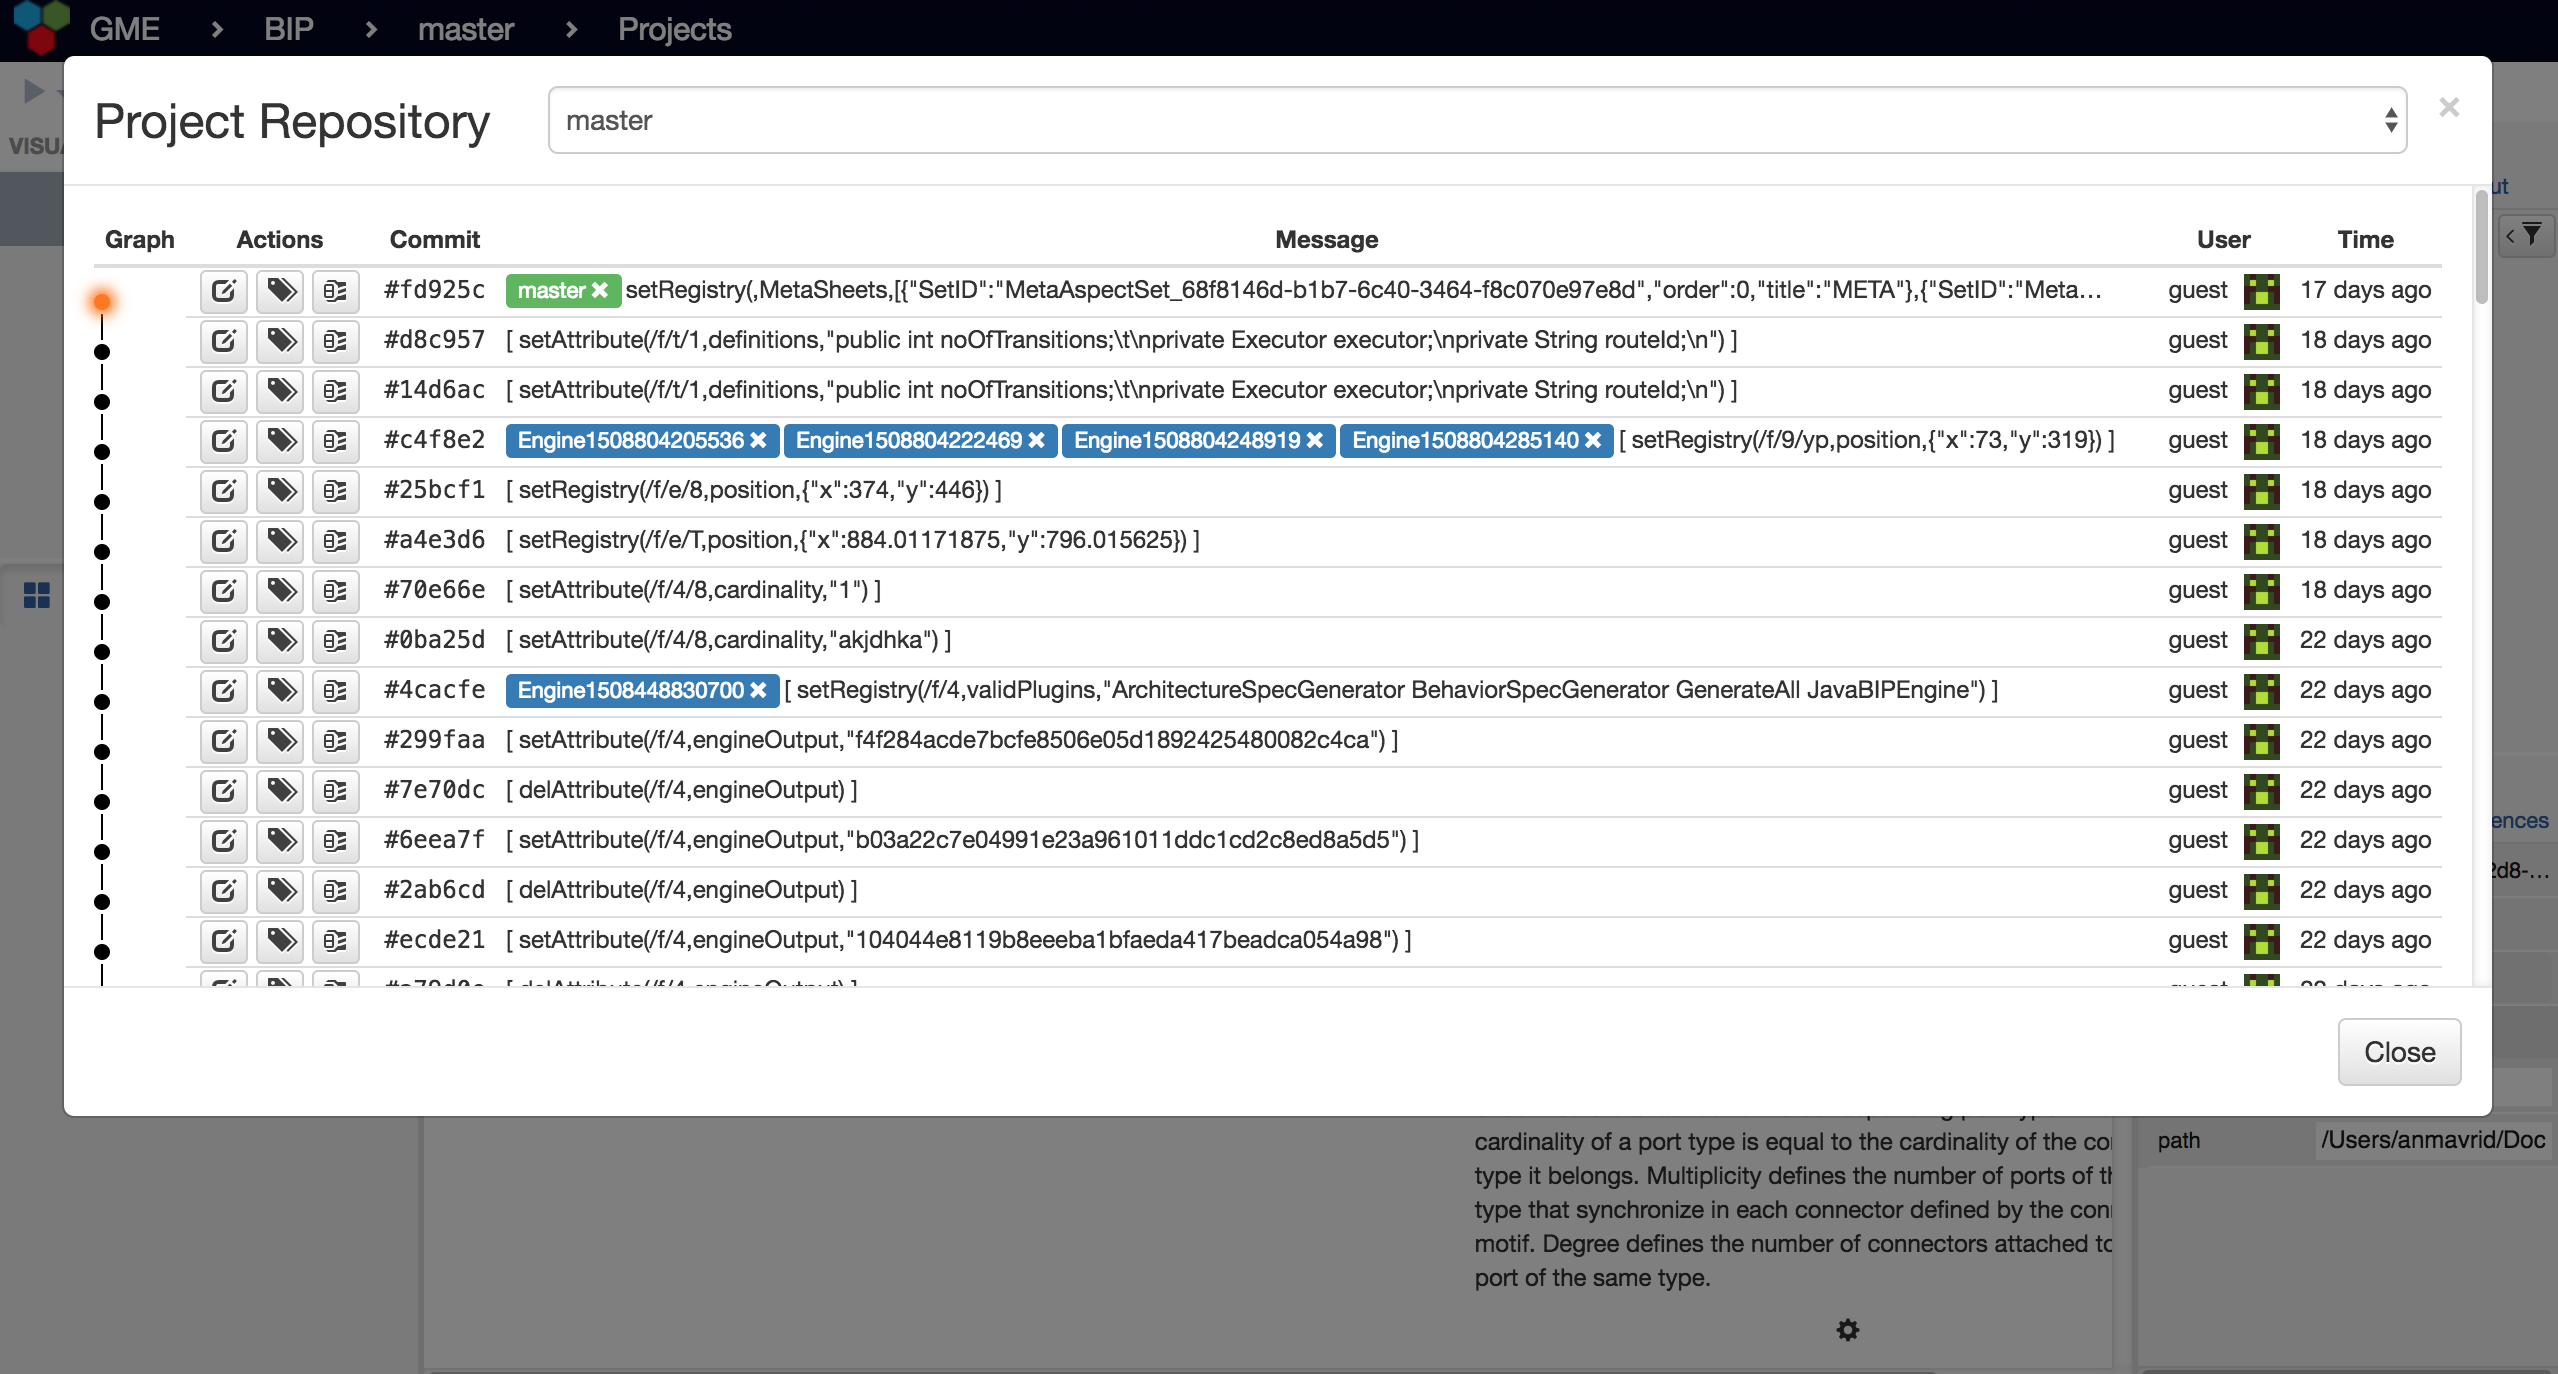 GME > BIP > master > Projects
VISU
Project Repository master ×
ut
Graph Actions Commit Message User Time
#fd925c master ✖ setRegistry(,MetaSheets,[{"SetID":"MetaAspectSet_68f8146d-b1b7-6c40-3464-f8c070e97e8d","order":0,"title":"META"},{"SetID":"Meta... guest 17 days ago
#d8c957 [ setAttribute(/f/t/1,definitions,"public int noOfTransitions;\t\nprivate Executor executor;\nprivate String routeId;\n") ] guest 18 days ago
#14d6ac [ setAttribute(/f/t/1,definitions,"public int noOfTransitions;\t\nprivate Executor executor;\nprivate String routeId;\n") ] guest 18 days ago
#c4f8e2 Engine1508804205536 ✖ Engine1508804222469 ✖ Engine1508804248919 ✖ Engine1508804285140 ✖ [ setRegistry(/f/9/yp,position,{"x":73,"y":319}) ] guest 18 days ago
#25bcf1 [ setRegistry(/f/e/8,position,{"x":374,"y":446}) ] guest 18 days ago
#a4e3d6 [ setRegistry(/f/e/T,position,{"x":884.01171875,"y":796.015625}) ] guest 18 days ago
#70e66e [ setAttribute(/f/4/8,cardinality,"1") ] guest 18 days ago
#0ba25d [ setAttribute(/f/4/8,cardinality,"akjdhka") ] guest 22 days ago
#4cacfe Engine1508448830700 ✖ [ setRegistry(/f/4,validPlugins,"ArchitectureSpecGenerator BehaviorSpecGenerator GenerateAll JavaBIPEngine") ] guest 22 days ago
#299faa [ setAttribute(/f/4,engineOutput,"f4f284acde7bcfe8506e05d1892425480082c4ca") ] guest 22 days ago
#7e70dc [ delAttribute(/f/4,engineOutput) ] guest 22 days ago
#6eea7f [ setAttribute(/f/4,engineOutput,"b03a22c7e04991e23a961011ddc1cd2c8ed8a5d5") ] guest 22 days ago
ences
#2ab6cd [ delAttribute(/f/4,engineOutput) ] guest 22 days ago
2d8-...
#ecde21 [ setAttribute(/f/4,engineOutput,"104044e8119b8eeeba1bfaeda417beadca054a98") ] guest 22 days ago
Close
cardinality of a port type is equal to the cardinality of the co
type it belongs. Multiplicity defines the number of ports of th
type that synchronize in each connector defined by the con
motif. Degree defines the number of connectors attached to
port of the same type.
path /Users/anmavrid/Doc